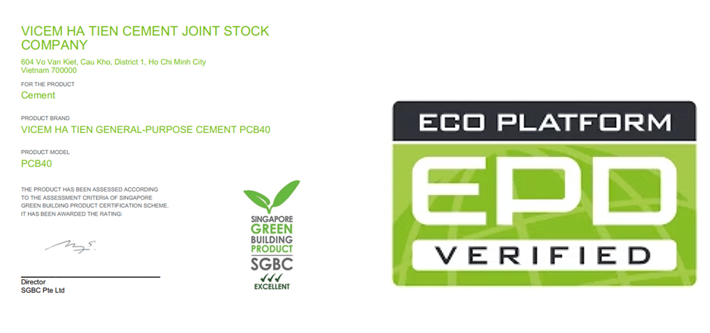 VICEM HA TIEN CEMENT JOINT STOCK
COMPANY
604 Vo Van Kiet, Cau Kho, District 1, Ho Chi Minh City
Vietnam 700000
FOR THE PRODUCT
Cement
PRODUCT BRAND
VICEM HA TIEN GENERAL-PURPOSE CEMENT PCB40
PRODUCT MODEL
PCB40
THE PRODUCT HAS BEEN ASSESSED ACCORDING
TO THE ASSESSMENT CRITERIA OF SINGAPORE
GREEN BUILDING PRODUCT CERTIFICATION SCHEME.
IT HAS BEEN AWARDED THE RATING:
Director
SGBC Pte Ltd
SINGAPORE
GREEN
BUILDING
PRODUCT
SGBC
EXCELLENT
ECO PLATFORM
EPD
VERIFIED